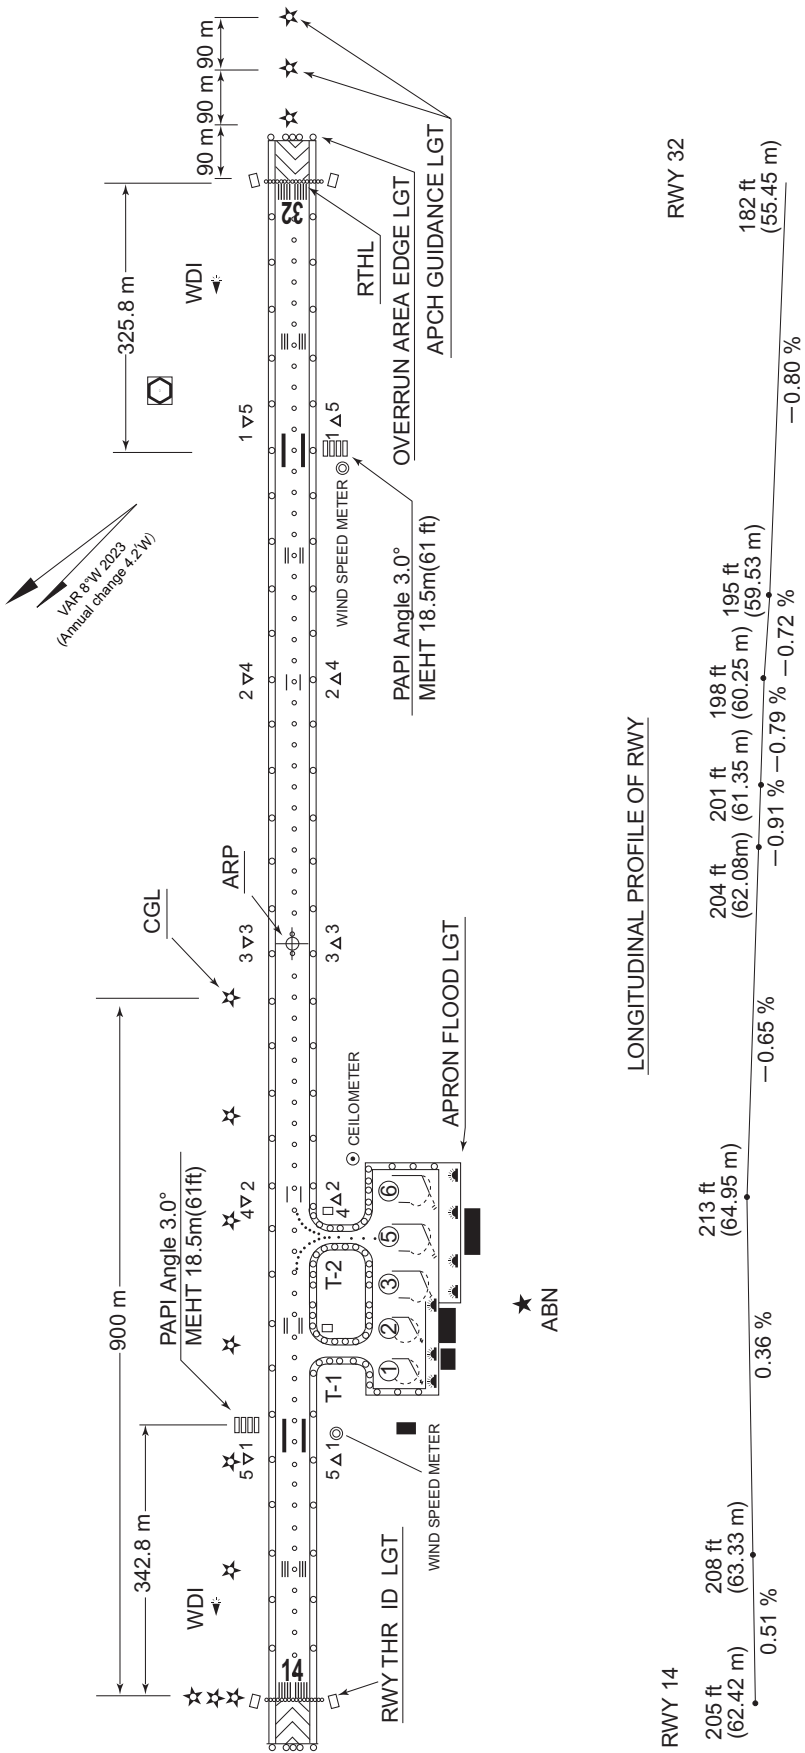 90 m
90 m
90 m
325.8 m
WDI
RTHL
OVERRUN AREA EDGE LGT
APCH GUIDANCE LGT
32
1 5
1 5
WIND SPEED METER
PAPI Angle 3.0°
MEHT 18.5m(61 ft)
VAR 8°W 2023
(Annual change 4.2'W)
2 4
2 4
ARP
CGL
3 3
3 3
900 m
CEILOMETER
APRON FLOOD LGT
PAPI Angle 3.0°
MEHT 18.5m(61ft)
4 2
4 2
T-2
T-1
6
5
3
2
1
ABN
342.8 m
5 1
5 1
WIND SPEED METER
WDI
14
RWY THR ID LGT
LONGITUDINAL PROFILE OF RWY
RWY 14
205 ft
(62.42 m)
0.51 %
208 ft
(63.33 m)
0.36 %
213 ft
(64.95 m)
—0.65 %
204 ft
(62.08m)
—0.91 %
201 ft
(61.35 m)
—0.79 %
198 ft
(60.25 m)
—0.72 %
195 ft
(59.53 m)
—0.80 %
182 ft
(55.45 m)
RWY 32